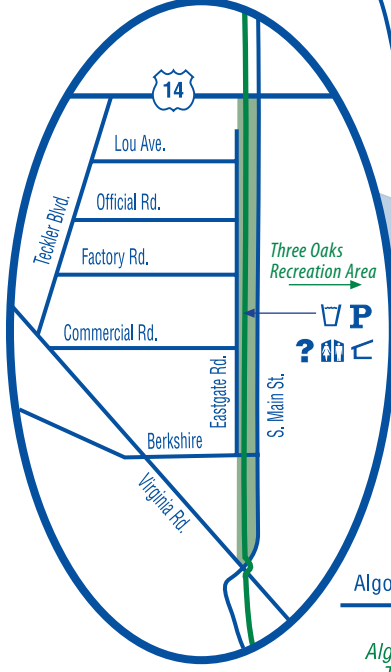 14
Lou Ave.
Official Rd.
Teckler Blvd.
Factory Rd.
Three Oaks
Recreation Area
P
?
Commercial Rd.
Eastgate Rd.
S. Main St.
Berkshire
Virginia Rd.
Algo
Alg